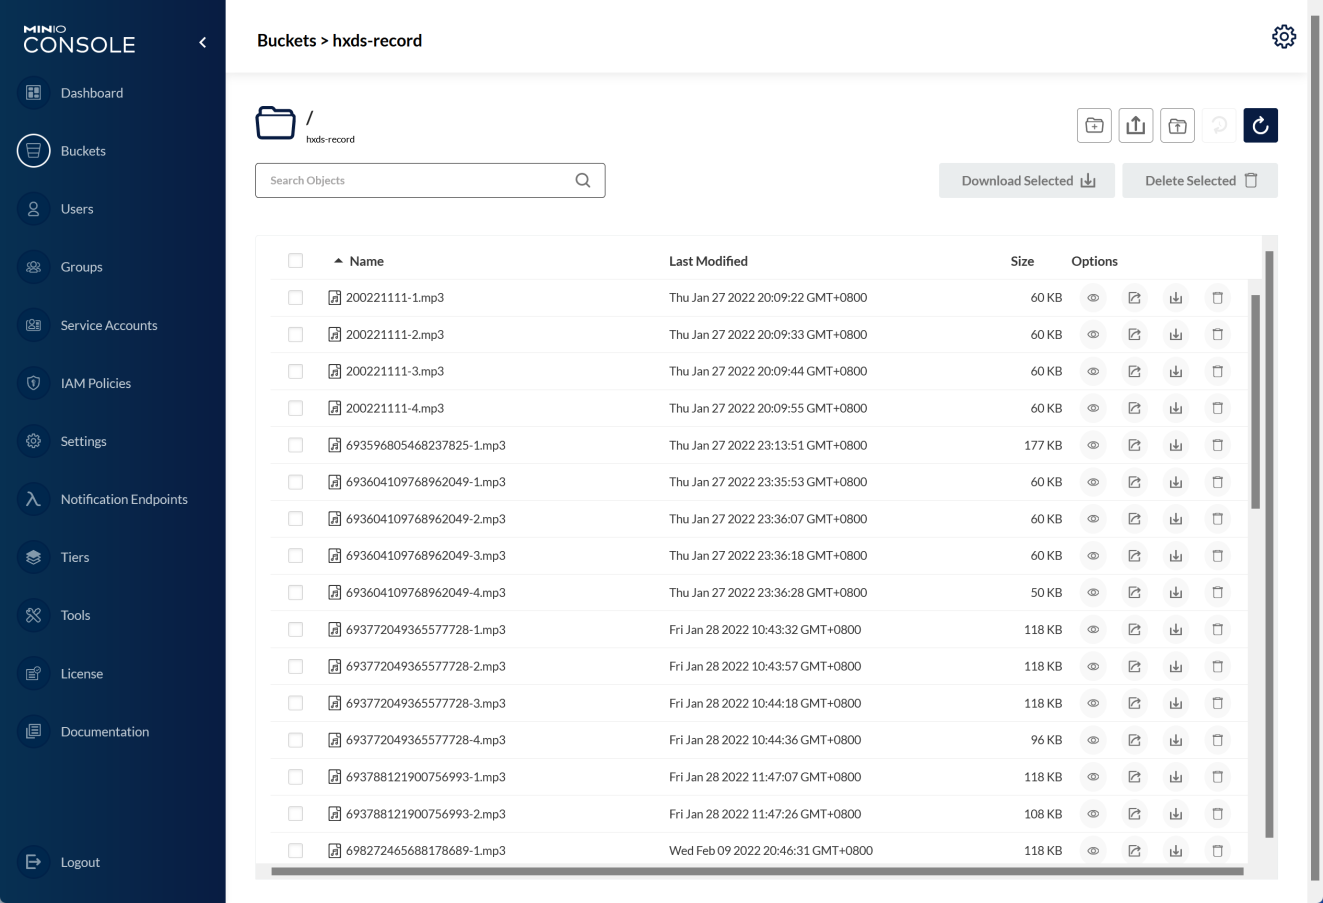 MINIO
CONSOLE
Dashboard
Buckets
Users
Groups
Service Accounts
IAM Policies
Settings
Notification Endpoints
Tiers
Tools
License
Documentation
Logout
Buckets > hxds-record
/
hxds-record
Search Objects
Download Selected
Delete Selected
Name Last Modified Size Options
200221111-1.mp3 Thu Jan 27 2022 20:09:22 GMT+0800 60 KB
200221111-2.mp3 Thu Jan 27 2022 20:09:33 GMT+0800 60 KB
200221111-3.mp3 Thu Jan 27 2022 20:09:44 GMT+0800 60 KB
200221111-4.mp3 Thu Jan 27 2022 20:09:55 GMT+0800 60 KB
693596805468237825-1.mp3 Thu Jan 27 2022 23:13:51 GMT+0800 177 KB
693604109768962049-1.mp3 Thu Jan 27 2022 23:35:53 GMT+0800 60 KB
693604109768962049-2.mp3 Thu Jan 27 2022 23:36:07 GMT+0800 60 KB
693604109768962049-3.mp3 Thu Jan 27 2022 23:36:18 GMT+0800 60 KB
693604109768962049-4.mp3 Thu Jan 27 2022 23:36:28 GMT+0800 50 KB
693772049365577728-1.mp3 Fri Jan 28 2022 10:43:32 GMT+0800 118 KB
693772049365577728-2.mp3 Fri Jan 28 2022 10:43:57 GMT+0800 118 KB
693772049365577728-3.mp3 Fri Jan 28 2022 10:44:18 GMT+0800 118 KB
693772049365577728-4.mp3 Fri Jan 28 2022 10:44:36 GMT+0800 96 KB
693788121900756993-1.mp3 Fri Jan 28 2022 11:47:07 GMT+0800 118 KB
693788121900756993-2.mp3 Fri Jan 28 2022 11:47:26 GMT+0800 108 KB
698272465688178689-1.mp3 Wed Feb 09 2022 20:46:31 GMT+0800 118 KB